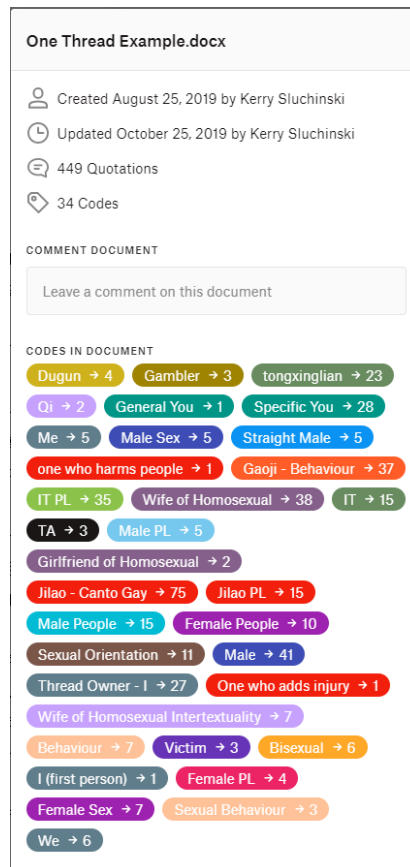 One Thread Example.docx
Created August 25, 2019 by Kerry Sluchinski
Updated October 25, 2019 by Kerry Sluchinski
449 Quotations
34 Codes
COMMENT DOCUMENT
Leave a comment on this document
CODES IN DOCUMENT
Dugun → 4 Gambler → 3 tongxinglian → 23
Qi → 2 General You → 1 Specific You → 28
Me → 5 Male Sex → 5 Straight Male → 5
one who harms people → 1 Gaoji - Behaviour → 37
IT PL → 35 Wife of Homosexual → 38 IT → 15
TA → 3 Male PL → 5
Girlfriend of Homosexual → 2
Jilao - Canto Gay → 75 Jilao PL → 15
Male People → 15 Female People → 10
Sexual Orientation → 11 Male → 41
Thread Owner - I → 27 One who adds injury → 1
Wife of Homosexual Intertextuality → 7
Behaviour → 7 Victim → 3 Bisexual → 6
I (first person) → 1 Female PL → 4
Female Sex → 7 Sexual Behaviour → 3
We → 6